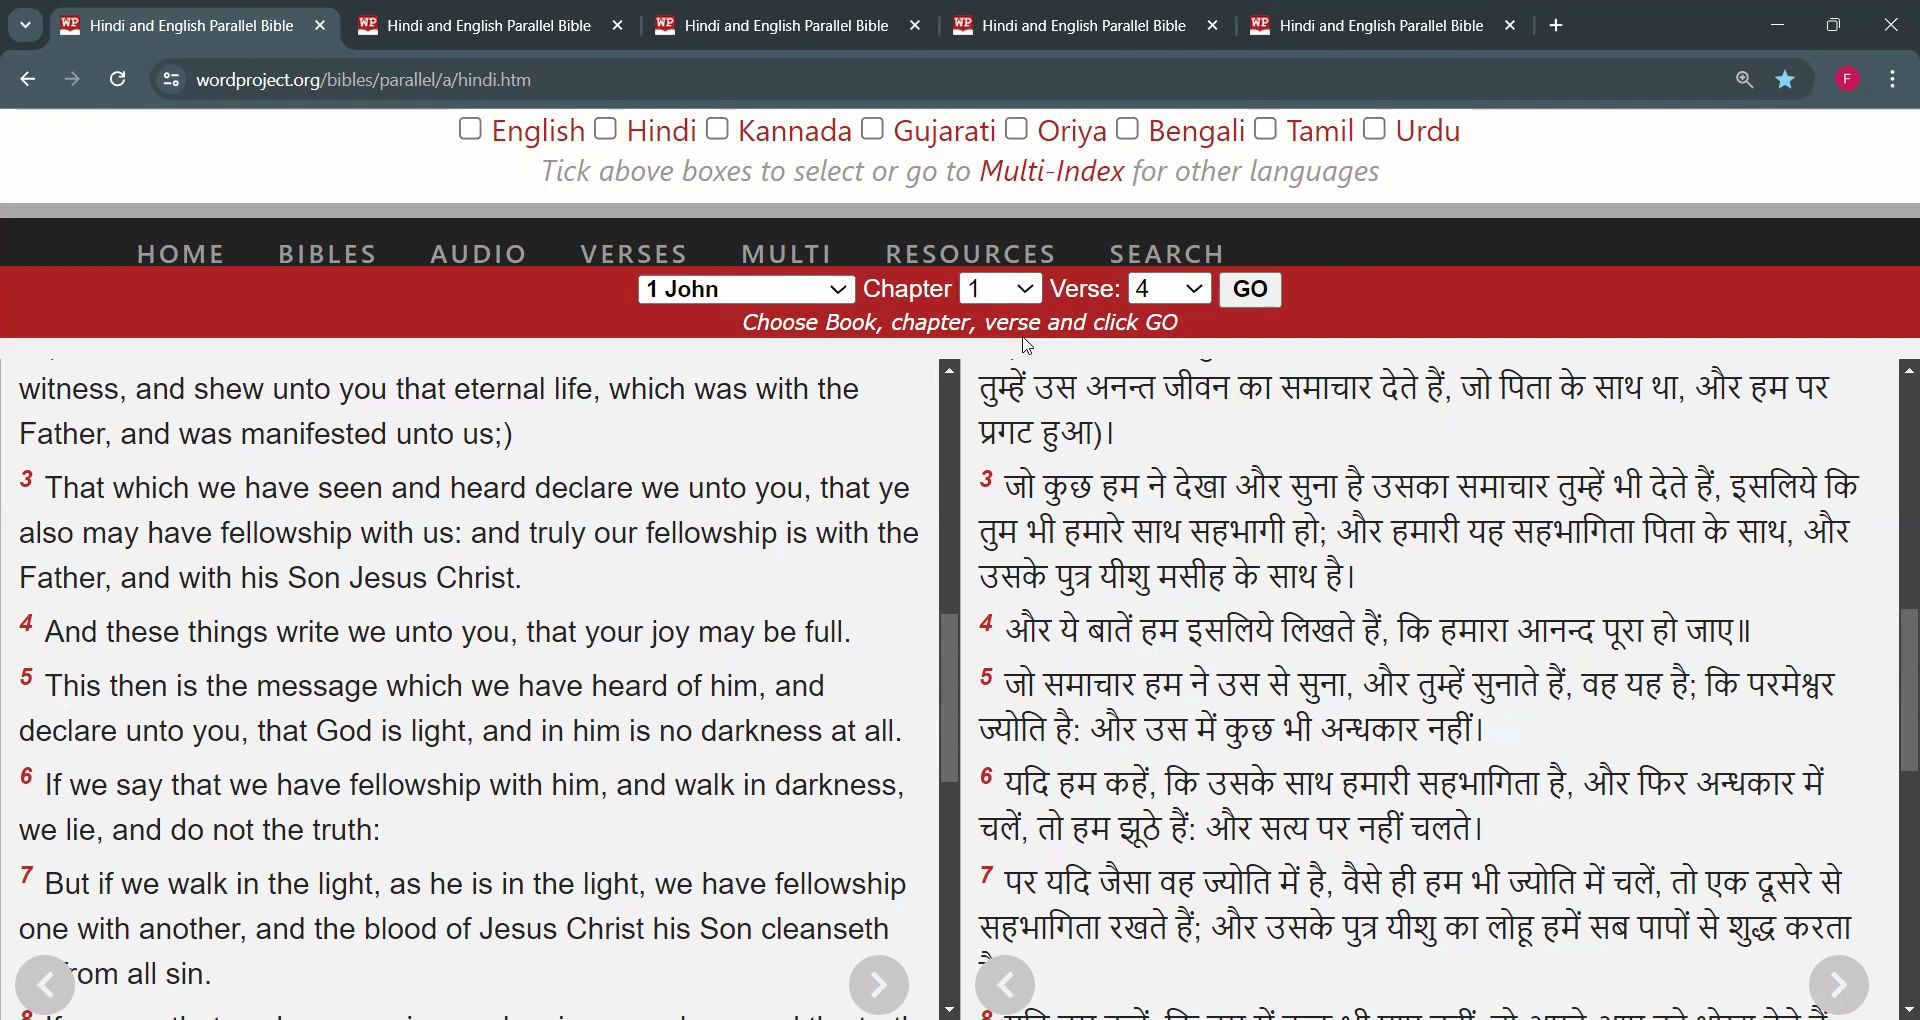 Hindi and English Parallel Bible
Hindi and English Parallel Bible
Hindi and English Parallel Bible
Hindi and English Parallel Bible
Hindi and English Parallel Bible
wordproject.org/bibles/parallel/a/hindi.htm
F
English Hindi Kannada Gujarati Oriya Bengali Tamil Urdu
Tick above boxes to select or go to Multi-Index for other languages
HOME BIBLES AUDIO VERSES MULTI RESOURCES SEARCH
1 John Chapter 1 Verse: 4 GO
Choose Book, chapter, verse and click GO
witness, and shew unto you that eternal life, which was with the
Father, and was manifested unto us;)
3 That which we have seen and heard declare we unto you, that ye
also may have fellowship with us: and truly our fellowship is with the
Father, and with his Son Jesus Christ.
4 And these things write we unto you, that your joy may be full.
5 This then is the message which we have heard of him, and
declare unto you, that God is light, and in him is no darkness at all.
6 If we say that we have fellowship with him, and walk in darkness,
we lie, and do not the truth:
7 But if we walk in the light, as he is in the light, we have fellowship
one with another, and the blood of Jesus Christ his Son cleanseth
from all sin.
तुम्हें उस अनन्त जीवन का समाचार देते हैं, जो पिता के साथ था, और हम पर
प्रगट हुआ)।
3 जो कुछ हम ने देखा और सुना है उसका समाचार तुम्हें भी देते हैं, इसलिये कि
तुम भी हमारे साथ सहभागी हो; और हमारी यह सहभागिता पिता के साथ, और
उसके पुत्र यीशु मसीह के साथ है।
4 और ये बातें हम इसलिये लिखते हैं, कि हमारा आनन्द पूरा हो जाए॥
5 जो समाचार हम ने उस से सुना, और तुम्हें सुनाते हैं, वह यह है; कि परमेश्वर
ज्योति है: और उस में कुछ भी अन्धकार नहीं।
6 यदि हम कहें, कि उसके साथ हमारी सहभागिता है, और फिर अन्धकार में
चलें, तो हम झूठे हैं: और सत्य पर नहीं चलते।
7 पर यदि जैसा वह ज्योति में है, वैसे ही हम भी ज्योति में चलें, तो एक दूसरे से
सहभागिता रखते हैं; और उसके पुत्र यीशु का लोहू हमें सब पापों से शुद्ध करता